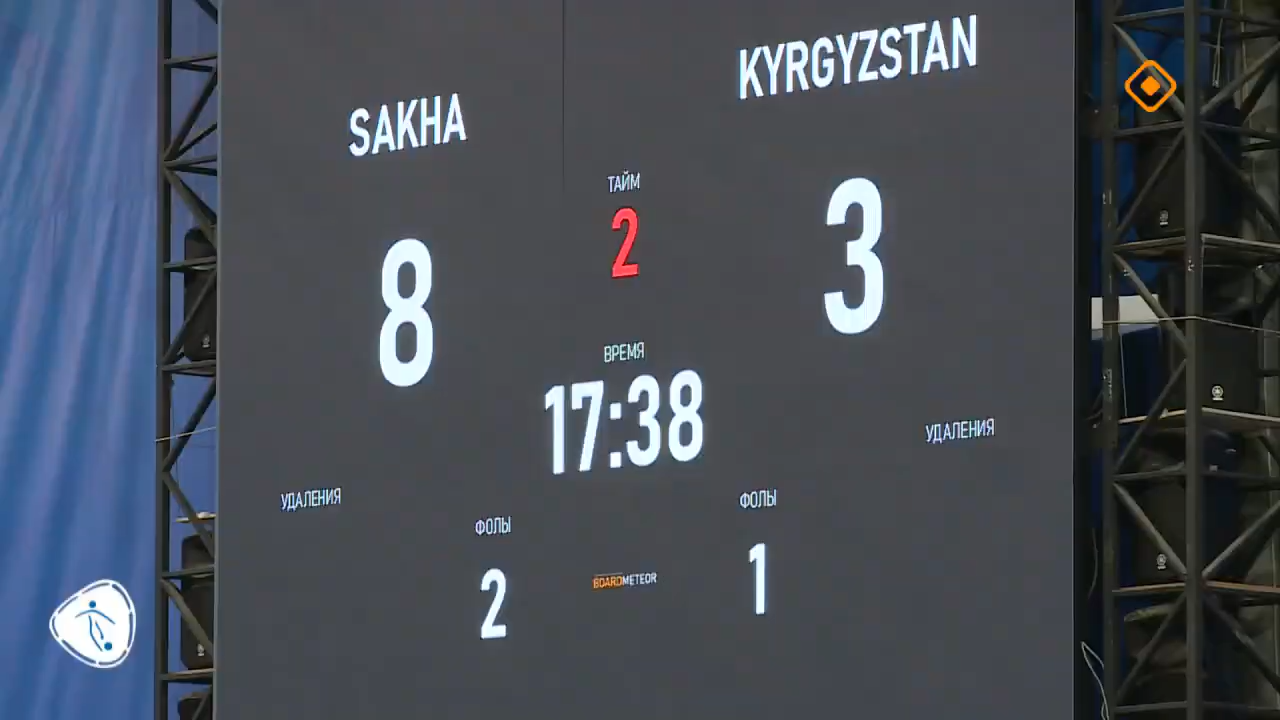 SAKHA
KYRGYZSTAN
ТАЙМ
2
8
3
ВРЕМЯ
17:38
УДАЛЕНИЯ
УДАЛЕНИЯ
ФОЛЫ
ФОЛЫ
2
1
BOARDMETEOR